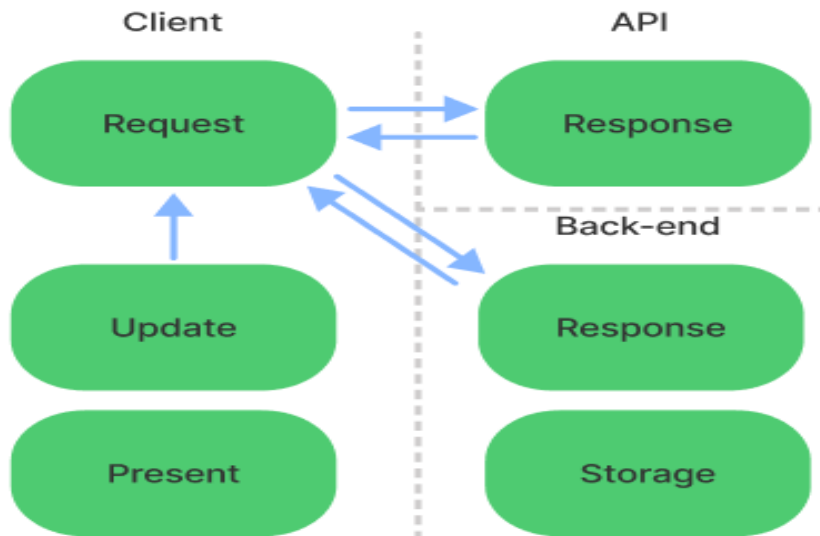 Client
API
Request
Response
Back-end
Update
Response
Present
Storage